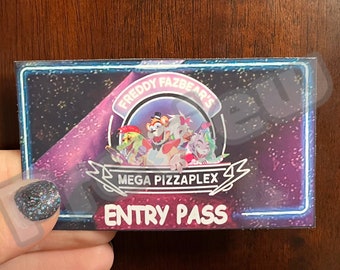 FREDDY FAZBEAR'S
MEGA PIZZAPLEX
ENTRY PASS